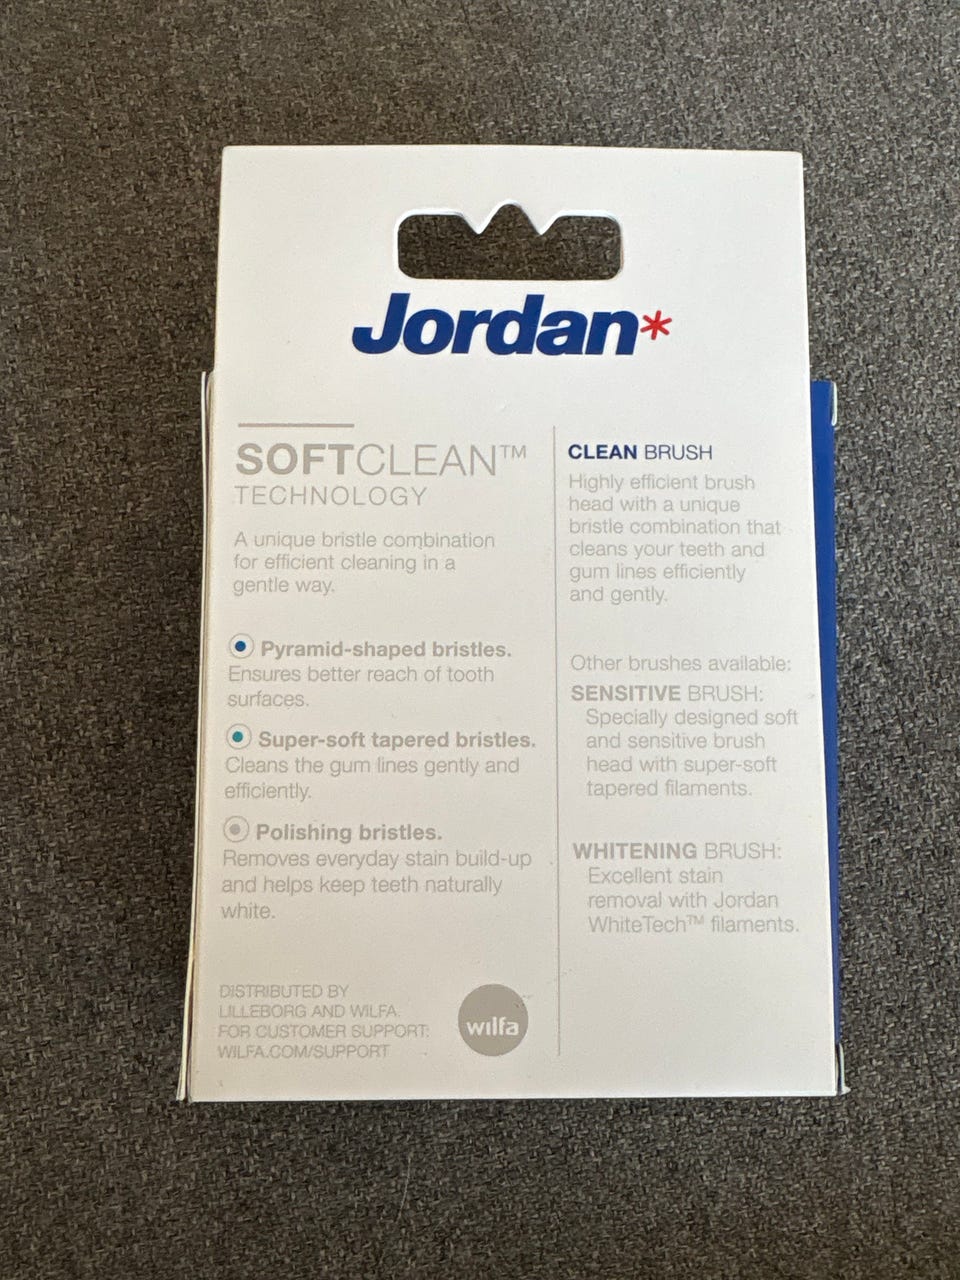 Jordan*
SOFTCLEAN™
TECHNOLOGY
A unique bristle combination
for efficient cleaning in a
gentle way.
Pyramid-shaped bristles.
Ensures better reach of tooth
surfaces.
Super-soft tapered bristles.
Cleans the gum lines gently and
efficiently.
Polishing bristles.
Removes everyday stain build-up
and helps keep teeth naturally
white.
DISTRIBUTED BY
LILLEBORG AND WILFA.
FOR CUSTOMER SUPPORT:
WILFA.COM/SUPPORT
wilfa
CLEAN BRUSH
Highly efficient brush
head with a unique
bristle combination that
cleans your teeth and
gum lines efficiently
and gently.
Other brushes available:
SENSITIVE BRUSH:
Specially designed soft
and sensitive brush
head with super-soft
tapered filaments.
WHITENING BRUSH:
Excellent stain
removal with Jordan
WhiteTech™ filaments.